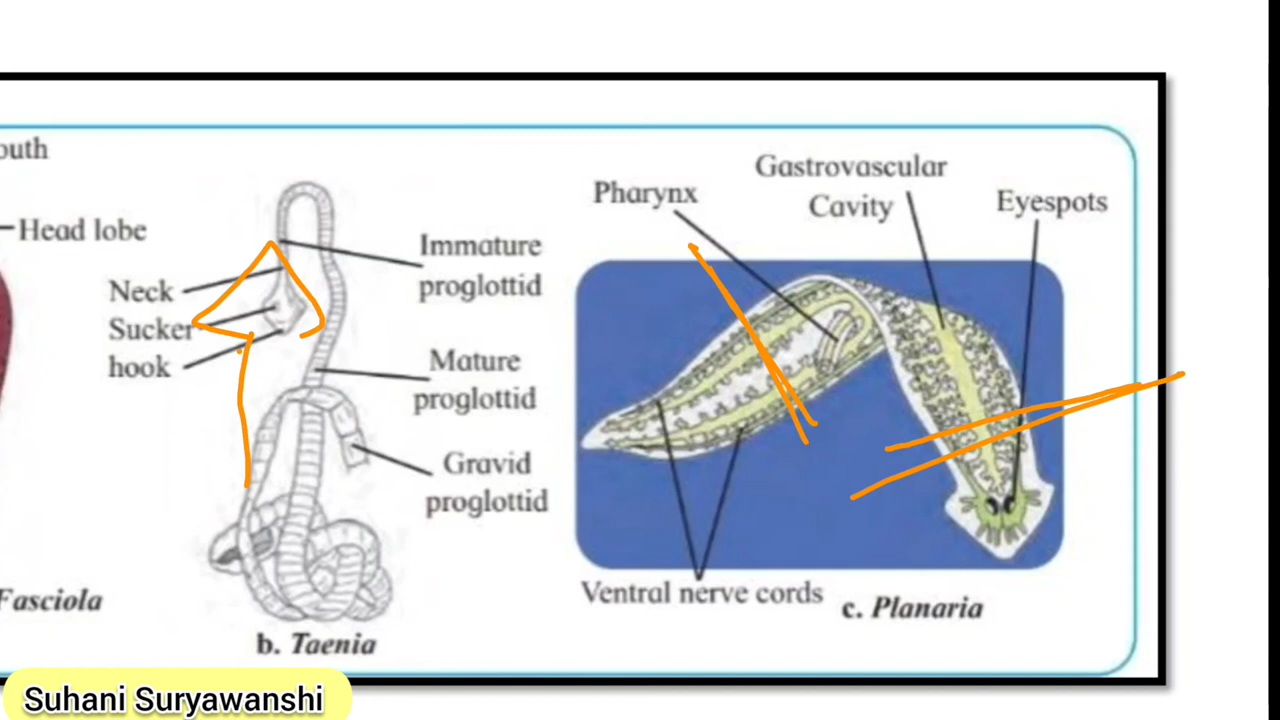 outh
Head lobe
Neck
Sucker
hook
Immature
proglottid
Mature
proglottid
Gravid
proglottid
Fasciola
b. Taenia
Pharynx
Gastrovascular
Cavity
Eyespots
Ventral nerve cords
c. Planaria
Suhani Suryawanshi